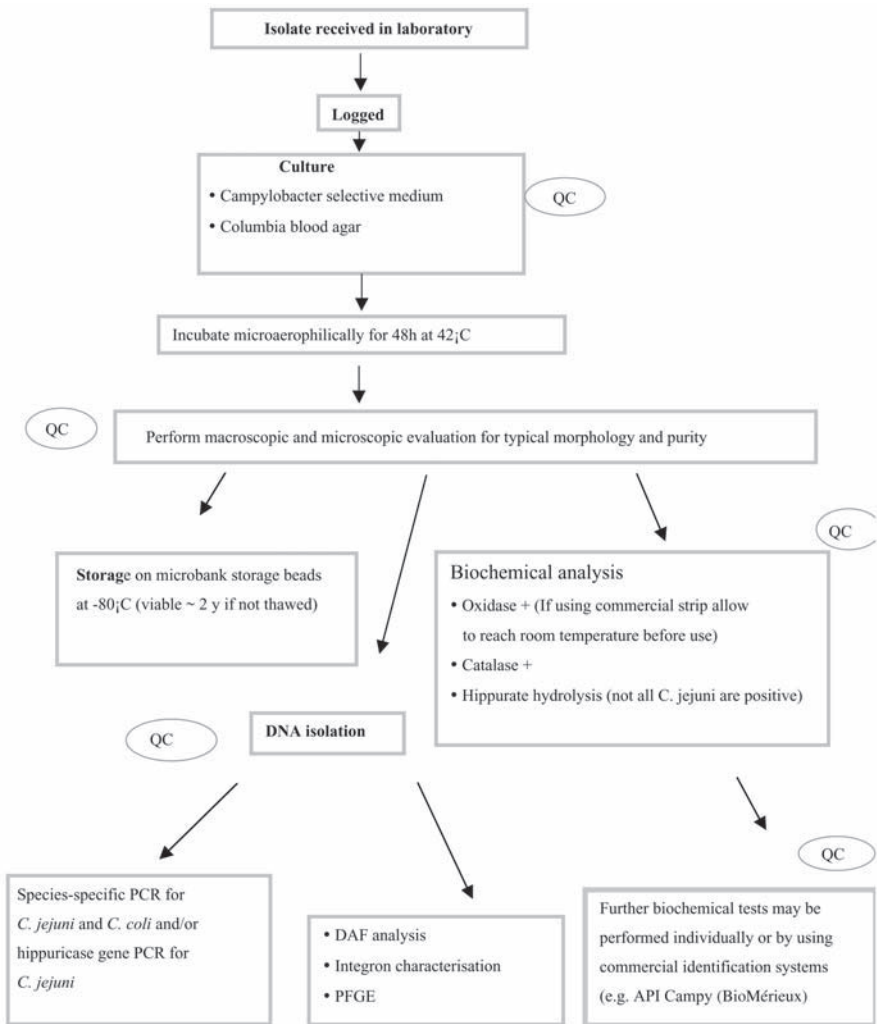 Isolate received in laboratory
Logged
Culture
• Campylobacter selective medium
• Columbia blood agar
QC
Incubate microaerophilically for 48h at 42¡C
QC
Perform macroscopic and microscopic evaluation for typical morphology and purity
QC
Storage on microbank storage beads
at -80¡C (viable ~ 2 y if not thawed)
Biochemical analysis
• Oxidase + (If using commercial strip allow
to reach room temperature before use)
• Catalase +
• Hippurate hydrolysis (not all C. jejuni are positive)
QC
DNA isolation
QC
Species-specific PCR for
C. jejuni and C. coli and/or
hippuricase gene PCR for
C. jejuni
• DAF analysis
• Integron characterisation
• PFGE
Further biochemical tests may be
performed individually or by using
commercial identification systems
(e.g. API Campy (BioMérieux)